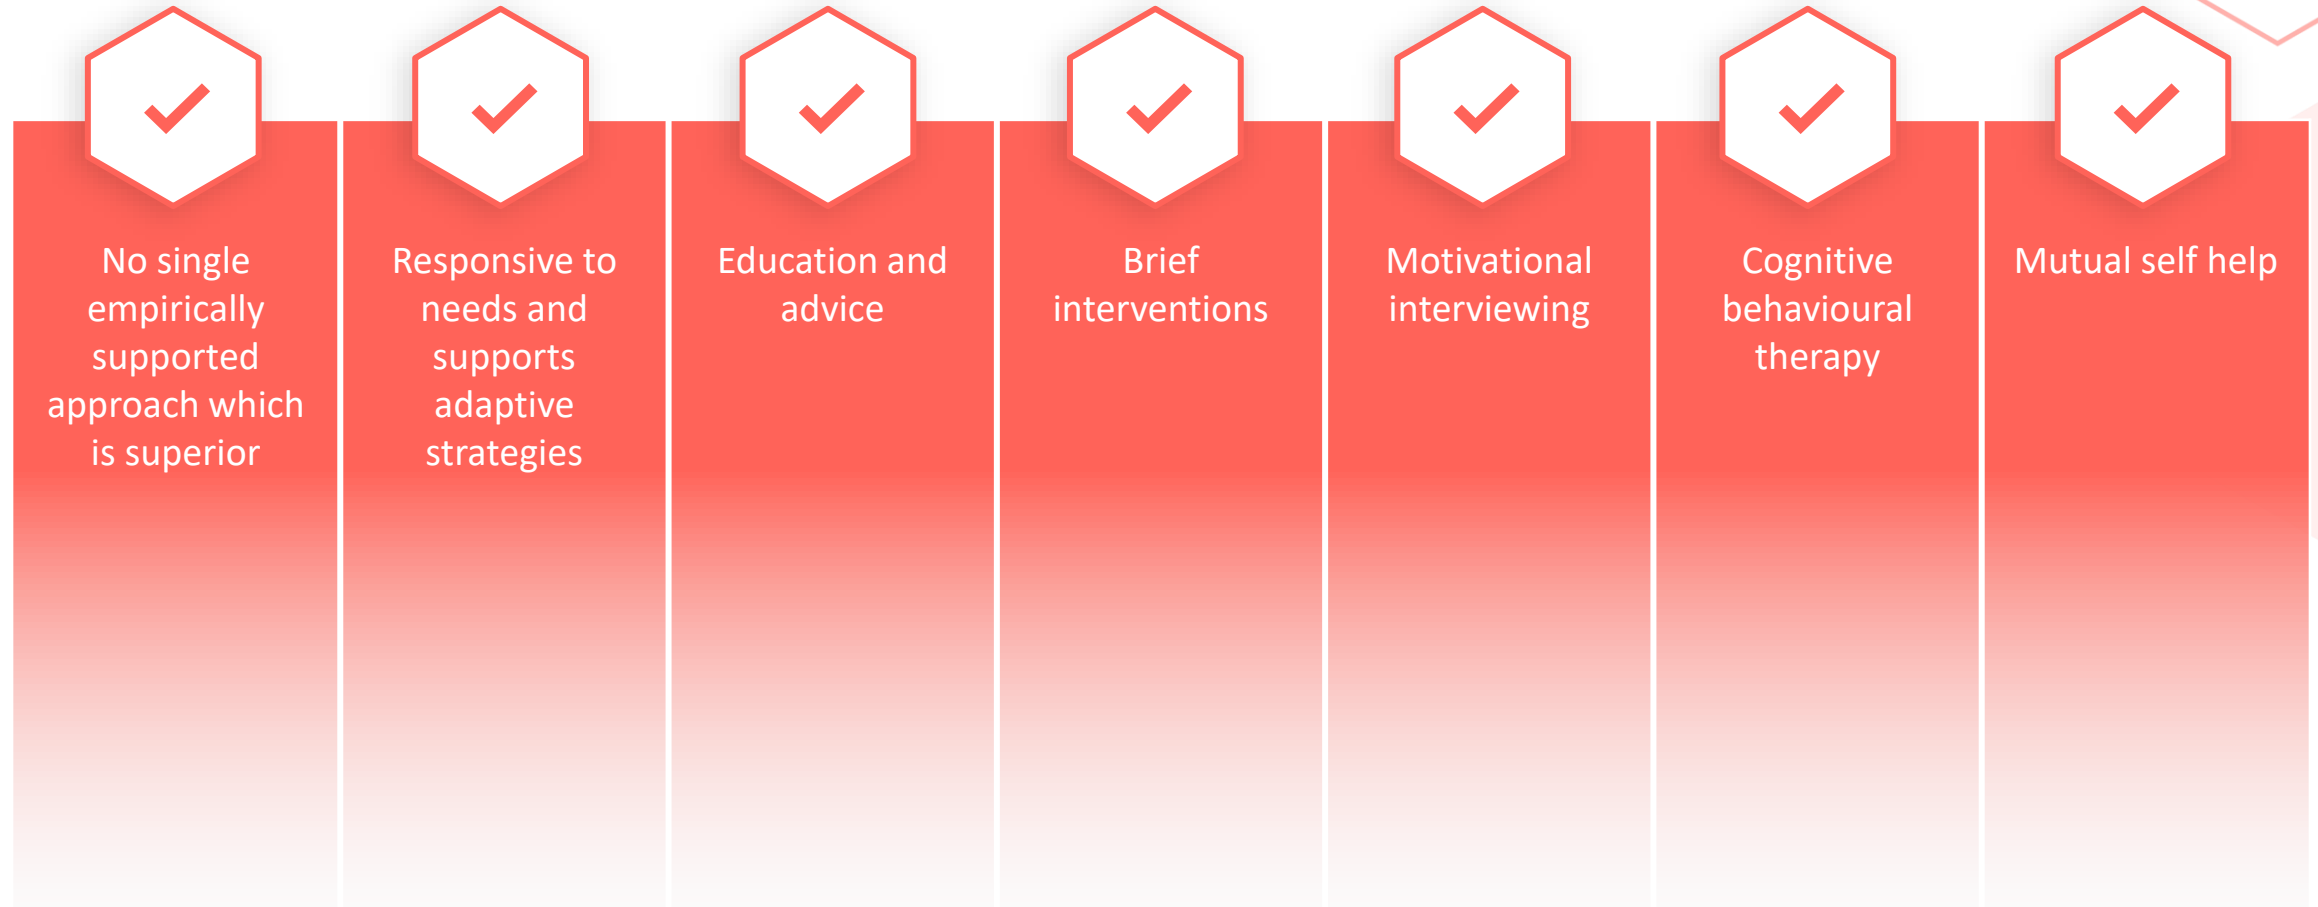 No single
empirically
supported
approach which
is superior
Responsive to
needs and
supports
adaptive
strategies
Education and
advice
Brief
interventions
Motivational
interviewing
Cognitive
behavioural
therapy
Mutual self help